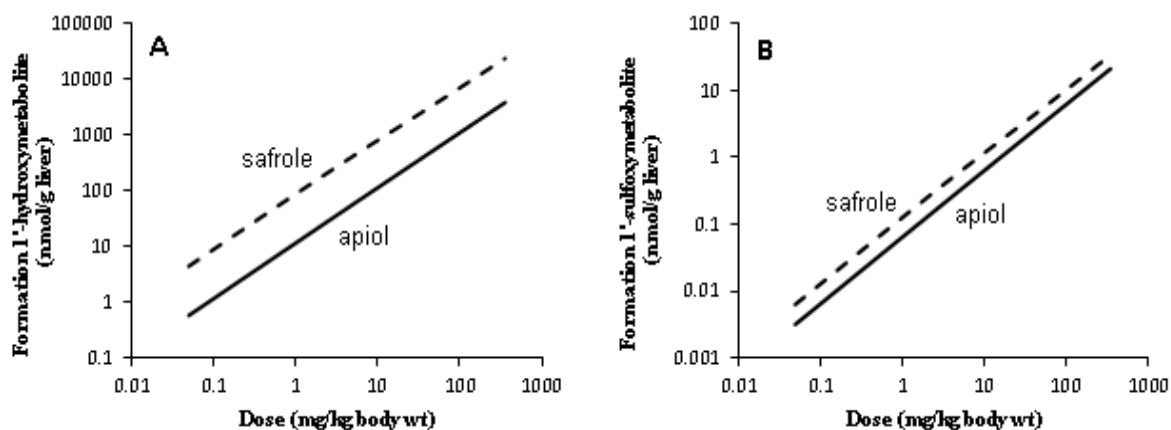 A
Formation 1'-hydroxymetabolite
(nmol/g liver)
100000
10000
1000
100
10
1
0.1
safrole
apiol
0.01
0.1
1
10
100
1000
Dose (mg/kg body wt)
B
Formation 1'-sulfoxymetabolite
(nmol/g liver)
100
10
1
0.1
0.01
0.001
safrole
apiol
0.01
0.1
1
10
100
1000
Dose (mg/kg body wt)